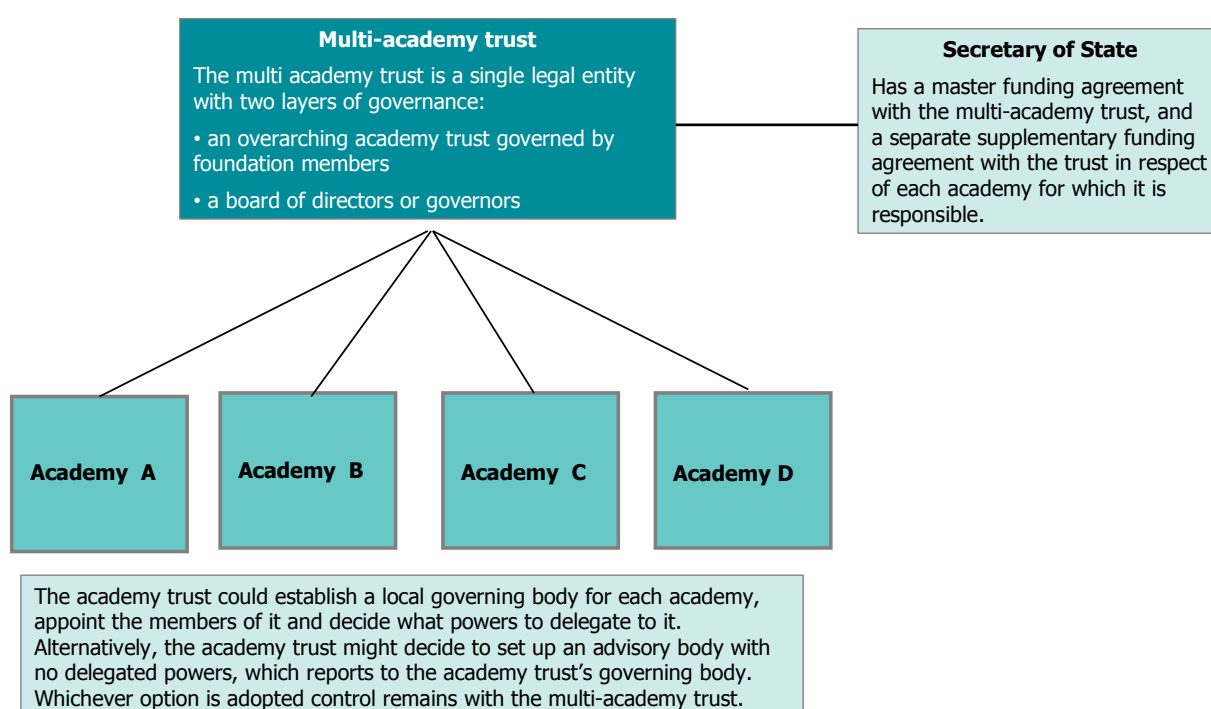 Multi-academy trust
The multi academy trust is a single legal entity
with two layers of governance:
• an overarching academy trust governed by
foundation members
• a board of directors or governors
Secretary of State
Has a master funding agreement
with the multi-academy trust, and
a separate supplementary funding
agreement with the trust in respect
of each academy for which it is
responsible.
Academy  A
Academy  B
Academy  C
Academy D
The academy trust could establish a local governing body for each academy,
appoint the members of it and decide what powers to delegate to it.
Alternatively, the academy trust might decide to set up an advisory body with
no delegated powers, which reports to the academy trust’s governing body.
Whichever option is adopted control remains with the multi-academy trust.